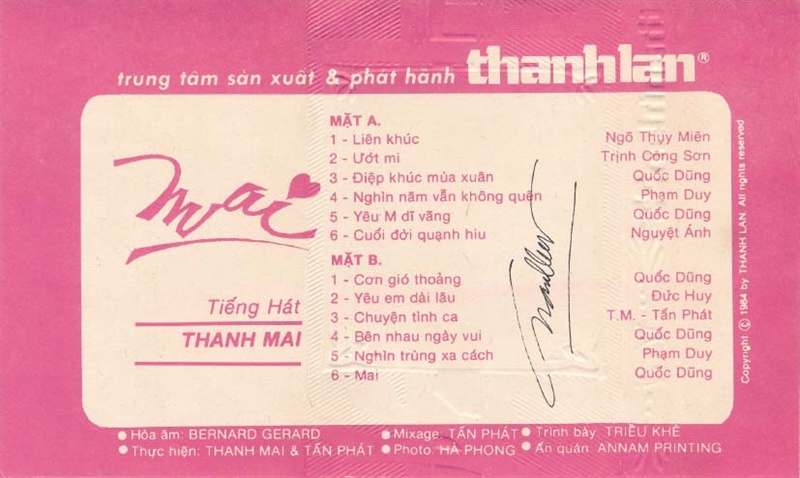 trung tâm sản xuất & phát hành thanhlan®
mai
Tiếng Hát
THANH MAI
MẶT A.
1 - Liên khúc Ngô Thụy Miên
2 - Ướt mi Trịnh Công Sơn
3 - Điệp khúc mùa xuân Quốc Dũng
4 - Nghìn năm vẫn không quên Phạm Duy
5 - Yêu M dĩ vãng Quốc Dũng
6 - Cuối đời quạnh hiu Nguyệt Ánh
MẶT B.
1 - Cơn gió thoảng Quốc Dũng
2 - Yêu em dài lâu Đức Huy
3 - Chuyện tình ca T.M. - Tấn Phát
4 - Bên nhau ngày vui Quốc Dũng
5 - Nghìn trùng xa cách Phạm Duy
6 - Mai Quốc Dũng
Copyright © 1984 by THANH LAN. All rights reserved
● Hòa âm: BERNARD GERARD ● Mixage: TẤN PHÁT ● Trình bày: TRIỀU KHÊ
● Thực hiện: THANH MAI & TẤN PHÁT ● Photo: HÀ PHONG ● Ấn quán: ANNAM PRINTING